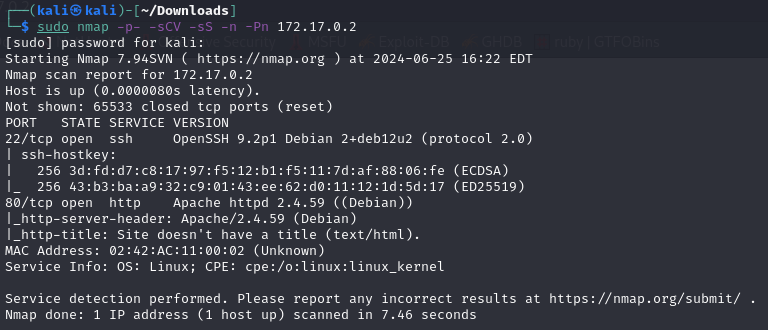 ┌──(kali㉿kali)-[~/Downloads]
└─$ sudo nmap -p- -sCV -sS -n -Pn 172.17.0.2
[sudo] password for kali:
Starting Nmap 7.94SVN ( https://nmap.org ) at 2024-06-25 16:22 EDT
Nmap scan report for 172.17.0.2
Host is up (0.0000080s latency).
Not shown: 65533 closed tcp ports (reset)
PORT   STATE SERVICE VERSION
22/tcp open  ssh     OpenSSH 9.2p1 Debian 2+deb12u2 (protocol 2.0)
| ssh-hostkey:
|   256 3d:fd:d7:c8:17:97:f5:12:b1:f5:11:7d:af:88:06:fe (ECDSA)
|_  256 43:b3:ba:a9:32:c9:01:43:ee:62:d0:11:12:1d:5d:17 (ED25519)
80/tcp open  http    Apache httpd 2.4.59 ((Debian))
|_http-server-header: Apache/2.4.59 (Debian)
|_http-title: Site doesn't have a title (text/html).
MAC Address: 02:42:AC:11:00:02 (Unknown)
Service Info: OS: Linux; CPE: cpe:/o:linux:linux_kernel
Service detection performed. Please report any incorrect results at https://nmap.org/submit/ .
Nmap done: 1 IP address (1 host up) scanned in 7.46 seconds